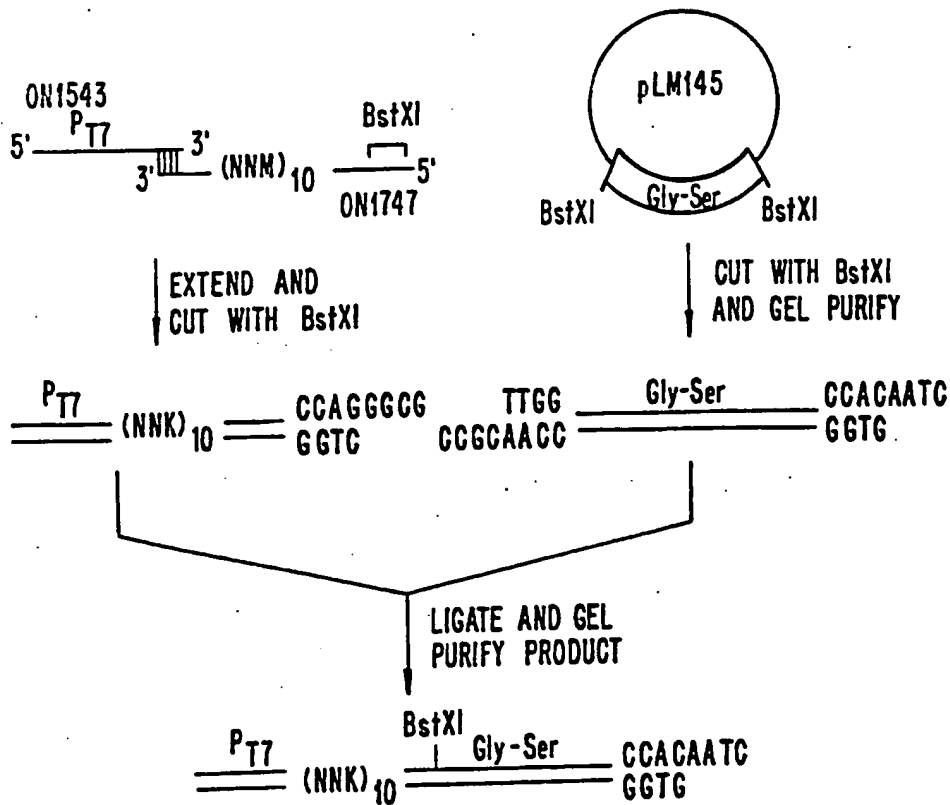 ON1543
P T7
5'
3'
3'
(NNM) 10
BstXI
5'
ON1747
pLM145
Gly-Ser
BstXI
BstXI
EXTEND AND
CUT WITH BstXI
CUT WITH BstXI
AND GEL PURIFY
P T7
(NNK) 10
CCAGGGCG
GGTC
TTGG
CCGCAACC
Gly-Ser
CCACAATC
GGTG
LIGATE AND GEL
PURIFY PRODUCT
P T7
(NNK) 10
BstXI
Gly-Ser
CCACAATC
GGTG